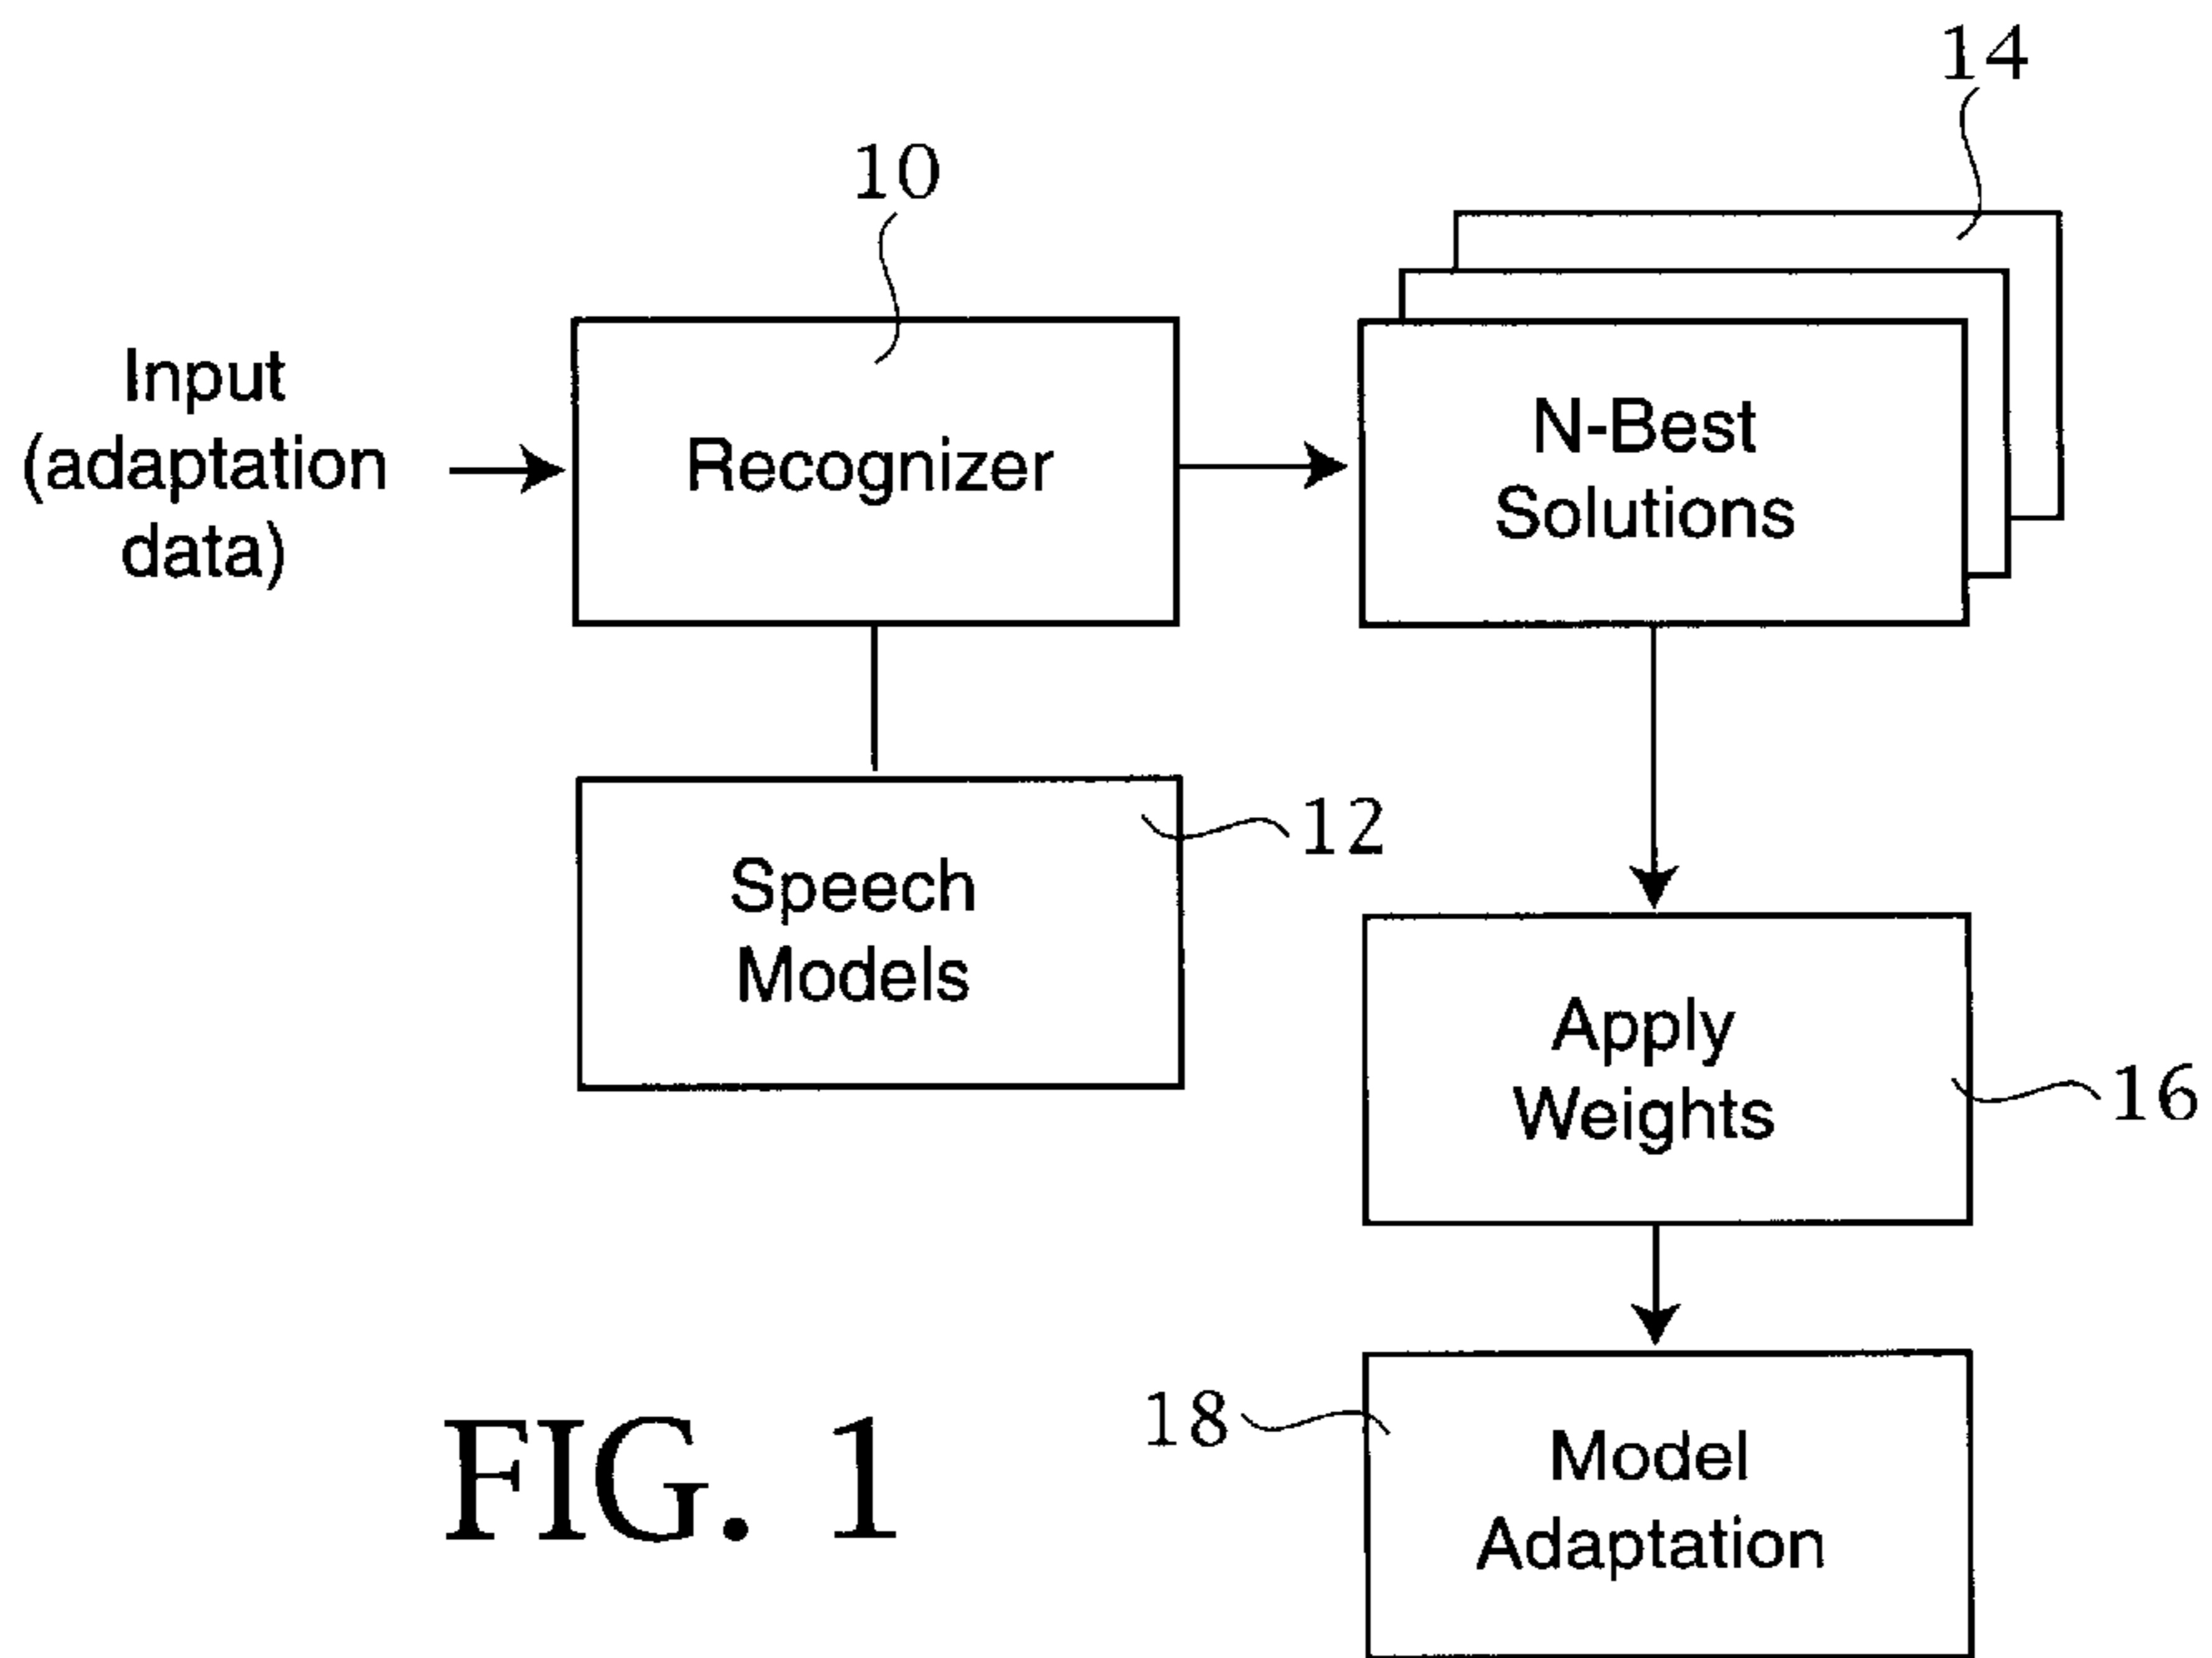 14
10
Input
(adaptation
data)
Recognizer
N-Best
Solutions
12
Speech
Models
Apply
Weights
16
18
Model
Adaptation
FIG. 1